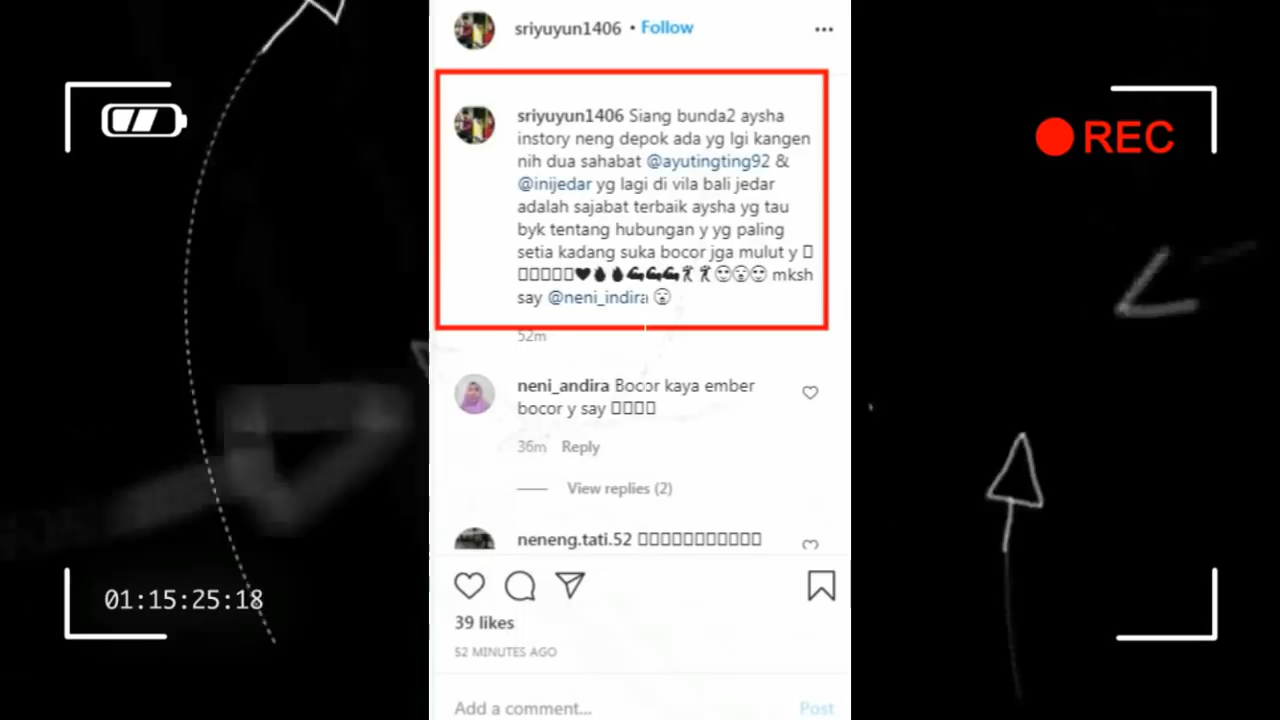 sriyuyun1406 • Follow
sriyuyun1406 Siang bunda2 aysha
instory neng depok ada yg lgi kangen
nih dua sahabat @ayutingting92 &
@inijedar yg lagi di vila bali jedar
adalah sajabat terbaik aysha yg tau
byk tentang hubungan y yg paling
setia kadang suka bocor jga mulut y
mksh
say @neni_indira
52m
neni_andira Bocor kaya ember
bocor y say
36m Reply
View replies (2)
neneng.tati.52
39 likes
52 MINUTES AGO
Add a comment... Post
REC
01:15:25:18